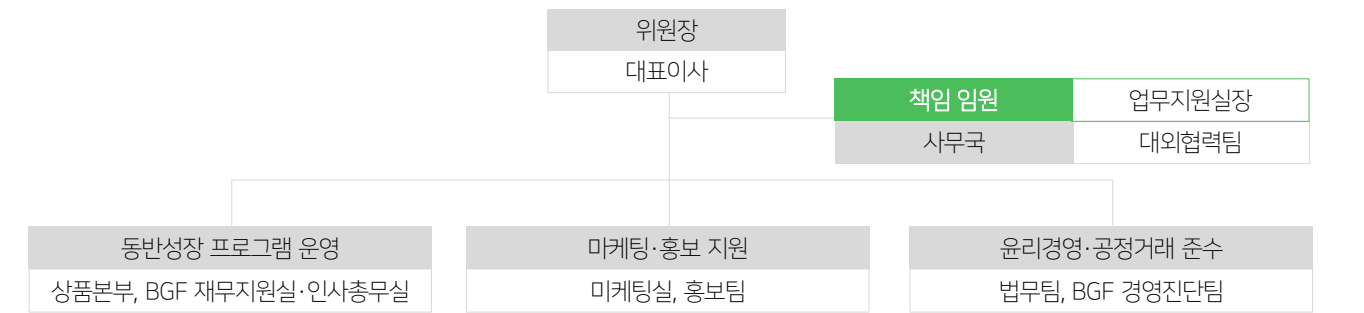 위원장
대표이사
책임 임원
업무지원실장
사무국
대외협력팀
동반성장 프로그램 운영
상품본부, BGF 재무지원실·인사총무실
마케팅·홍보 지원
미케팅실, 홍보팀
윤리경영·공정거래 준수
법무팀, BGF 경영진단팀